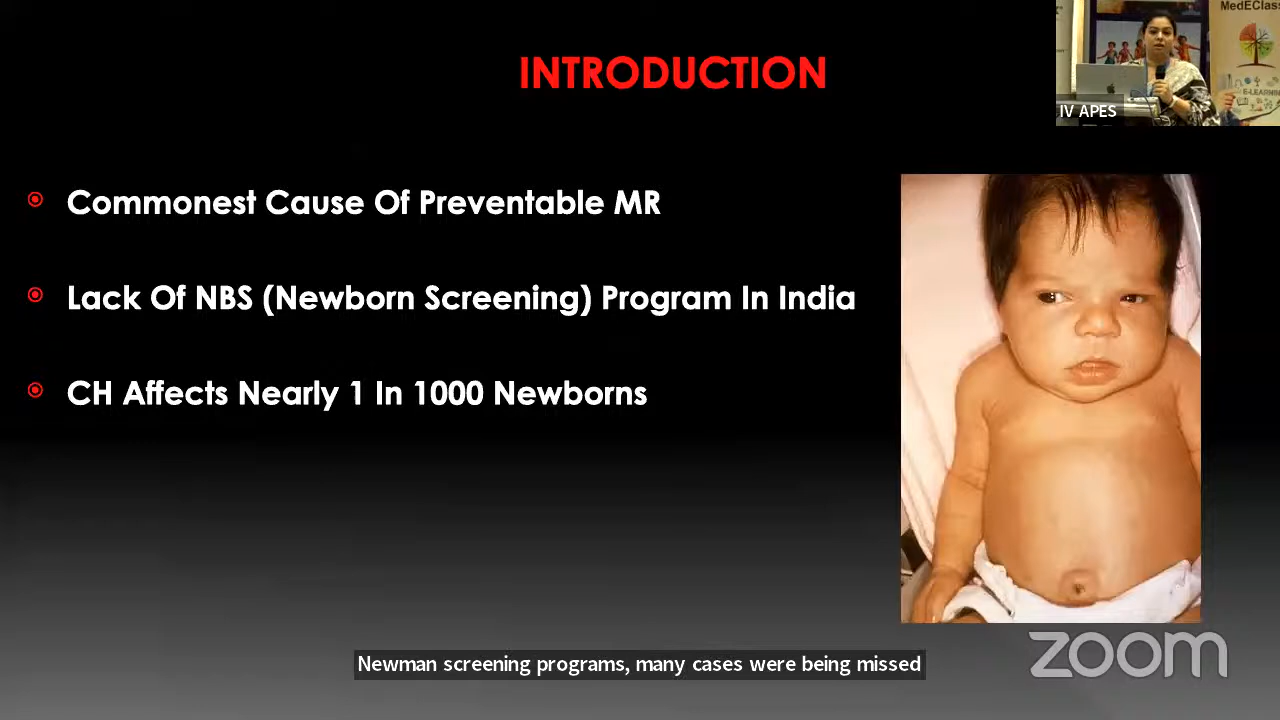 INTRODUCTION
MedEClass
E-LEARNING
IV APES
Commonest Cause Of Preventable MR
Lack Of NBS (Newborn Screening) Program In India
CH Affects Nearly 1 In 1000 Newborns
Newman screening programs, many cases were being missed
zoom